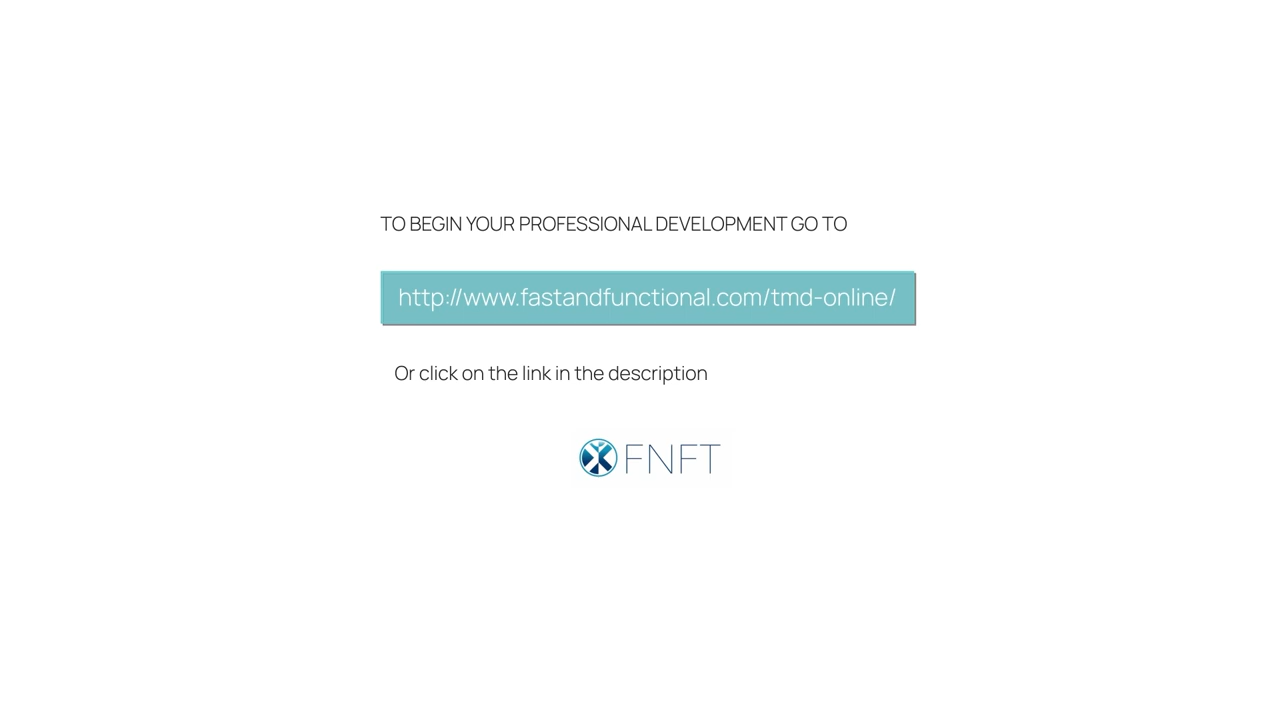 TO BEGIN YOUR PROFESSIONAL DEVELOPMENT GO TO
http://www.fastandfunctional.com/tmd-online/
Or click on the link in the description
FNFT